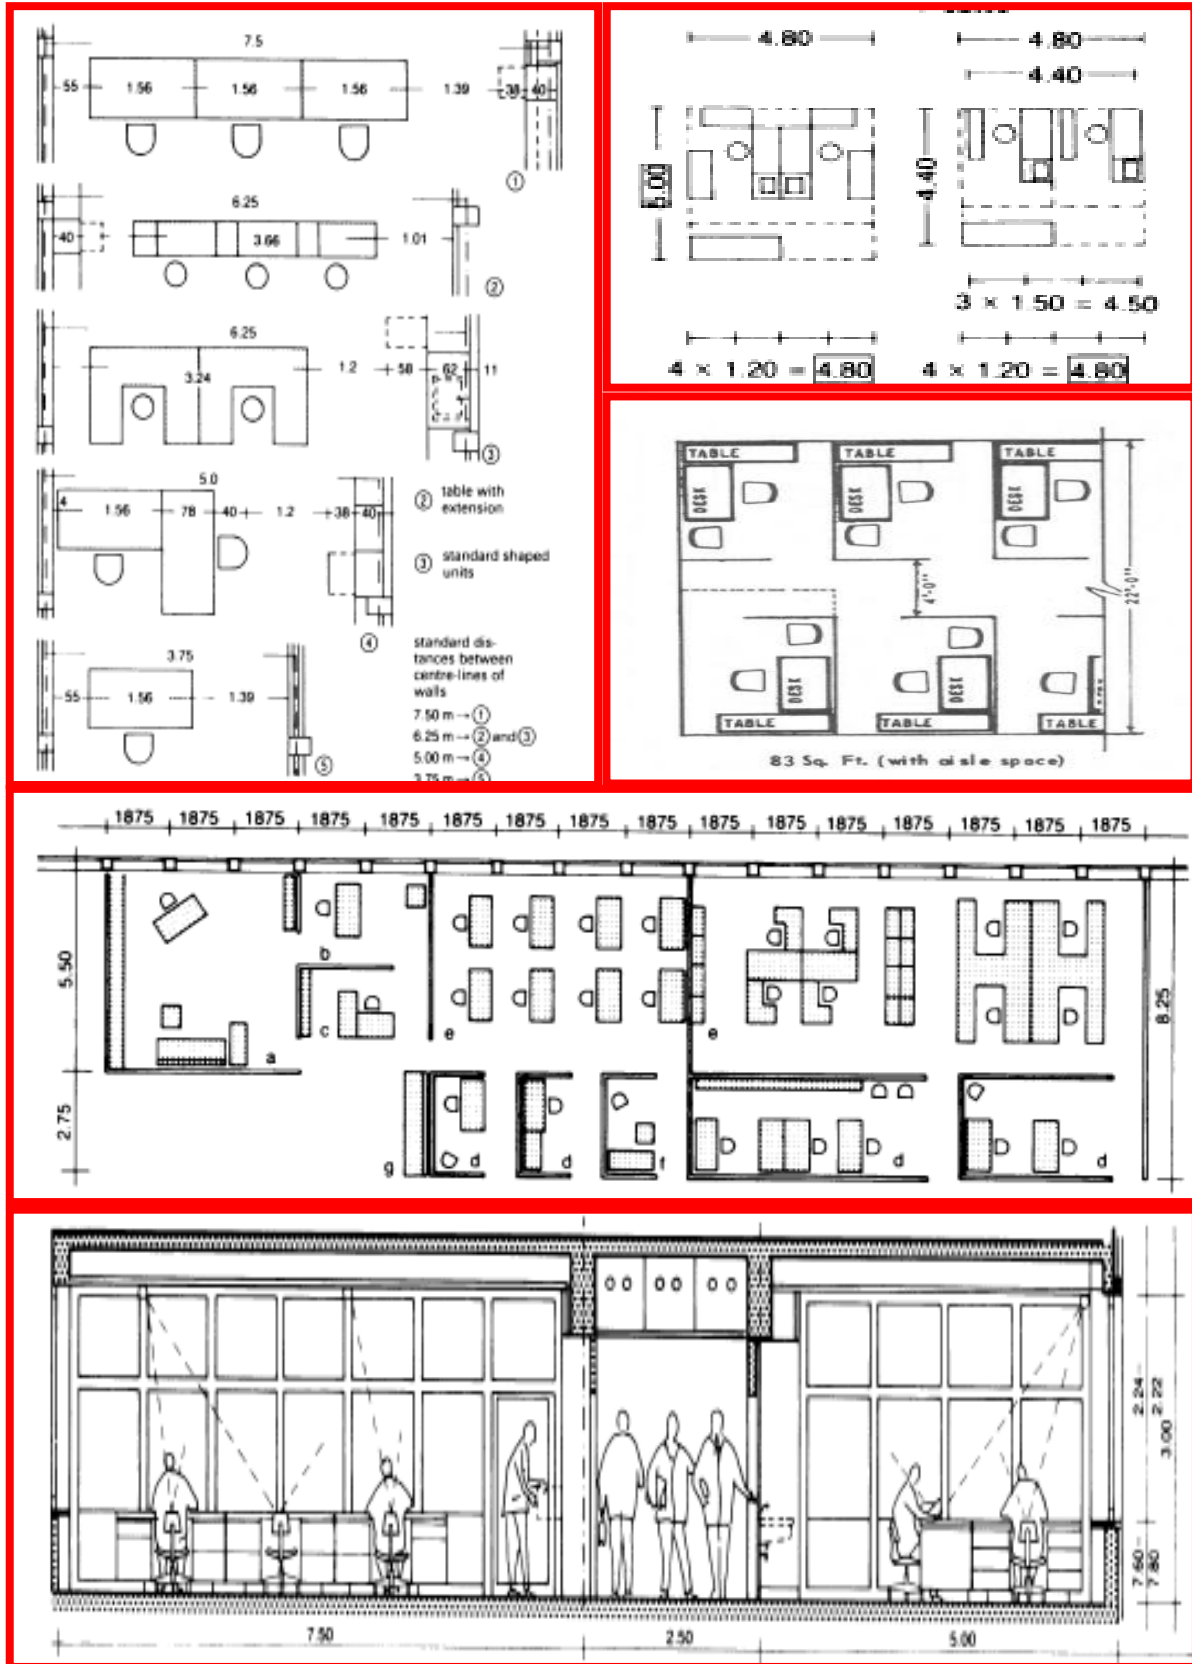 7.5
55 1.56 1.56 1.56 1.39 38 40
①
6.25
40 3.66 1.01
②
6.25
3.24 1.2 58 62 11
③
5.0
4 1.56 78 40 1.2 38 40
② table with
extension
③ standard shaped
units
④
3.75
55 1.56 1.39
⑤
standard dis-
tances between
centre-lines of
walls
7.50 m → ①
6.25 m → ② and ③
5.00 m → ④
3.75 m → ⑤
4.80 4.80
4.40
5.00 4.40
3 × 1.50 = 4.50
4 × 1.20 = 4.80 4 × 1.20 = 4.80
TABLE TABLE TABLE
DESK DESK DESK
4'-0"
22'-0"
DESK DESK
TABLE TABLE TABLE
83 Sq. Ft. (with aisle space)
1875 1875 1875 1875 1875 1875 1875 1875 1875 1875 1875 1875 1875 1875 1875 1875
5.50
b
c e e
a
8.25
2.75
g d d f d d
2.24 2.22
3.00
7.60
7.80
7.50 2.50 5.00